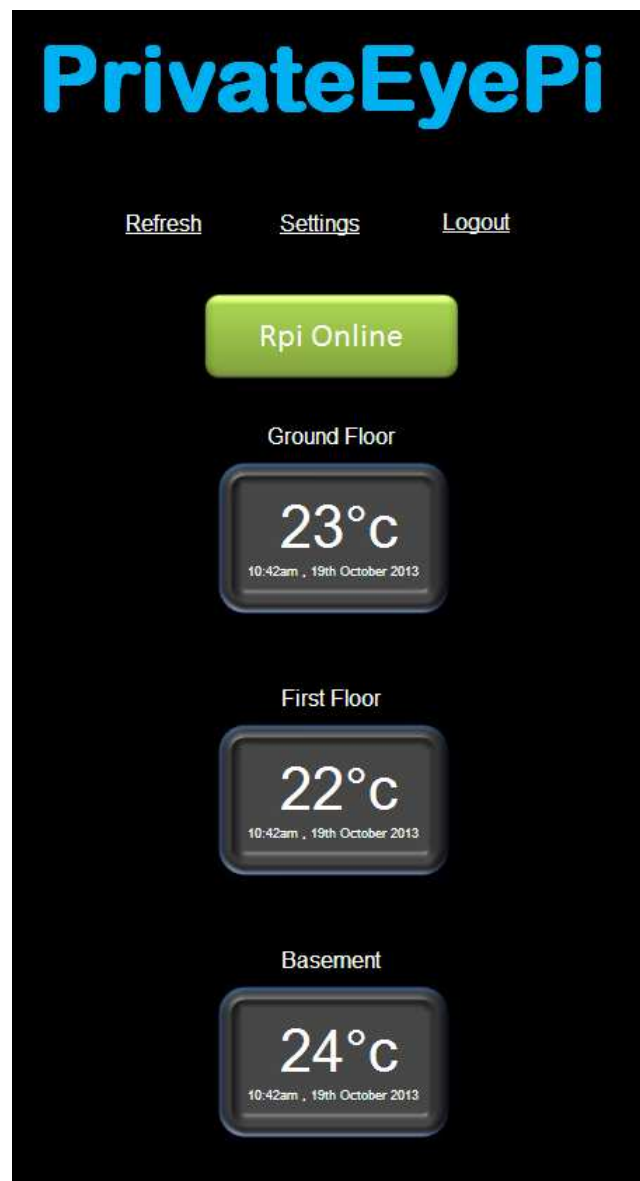 PrivateEyePi
Refresh Settings Logout
Rpi Online
Ground Floor
23°c
10:42am , 19th October 2013
First Floor
22°c
10:42am , 19th October 2013
Basement
24°c
10:42am , 19th October 2013